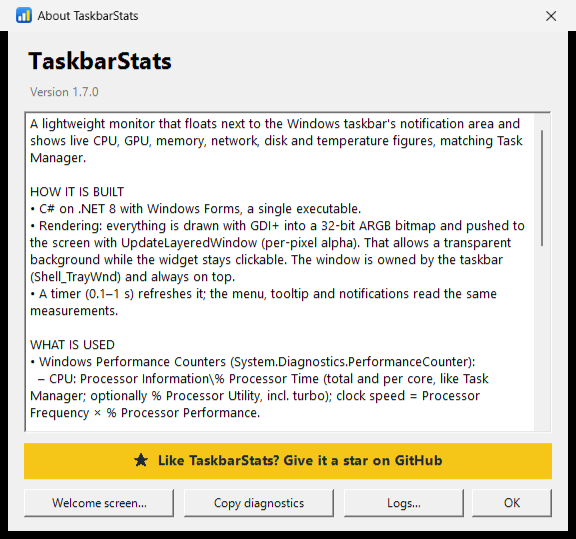 About TaskbarStats
TaskbarStats
Version 1.7.0
A lightweight monitor that floats next to the Windows taskbar's notification area and
shows live CPU, GPU, memory, network, disk and temperature figures, matching Task
Manager.
HOW IT IS BUILT
• C# on .NET 8 with Windows Forms, a single executable.
• Rendering: everything is drawn with GDI+ into a 32-bit ARGB bitmap and pushed to
the screen with UpdateLayeredWindow (per-pixel alpha). That allows a transparent
background while the widget stays clickable. The window is owned by the taskbar
(Shell_TrayWnd) and always on top.
• A timer (0.1–1 s) refreshes it; the menu, tooltip and notifications read the same
measurements.
WHAT IS USED
• Windows Performance Counters (System.Diagnostics.PerformanceCounter):
– CPU: Processor Information\% Processor Time (total and per core, like Task
Manager; optionally % Processor Utility, incl. turbo); clock speed = Processor
Frequency × % Processor Performance.
★ Like TaskbarStats? Give it a star on GitHub
Welcome screen...
Copy diagnostics
Logs...
OK